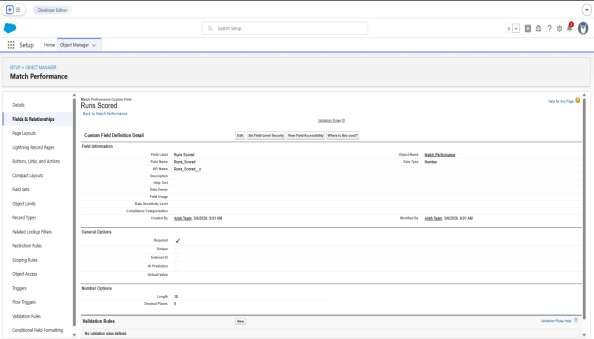 Developer Edition
Search Setup
Setup
Home
Object Manager
SETUP > OBJECT MANAGER
Match Performance
Details
Fields & Relationships
Page Layouts
Lightning Record Pages
Buttons, Links, and Actions
Compact Layouts
Field Sets
Object Limits
Record Types
Related Lookup Filters
Restriction Rules
Scoping Rules
Object Access
Triggers
Flow Triggers
Validation Rules
Conditional Field Formatting
Match Performance Custom Field
Runs Scored
Back to Match Performance
Help for this Page
Validation Rules [0]
Custom Field Definition Detail
Edit
Set Field-Level Security
View Field Accessibility
Where is this used?
Field Information
Field Label Runs Scored
Object Name Match Performance
Field Name Runs_Scored
Data Type Number
API Name Runs_Scored__c
Description
Help Text
Data Owner
Field Usage
Data Sensitivity Level
Compliance Categorization
Created By
Modified By
General Options
Required
Unique
External ID
AI Prediction
Default Value
Number Options
Length 18
Decimal Places 0
Validation Rules
New
Validation Rules Help
No validation rules defined.